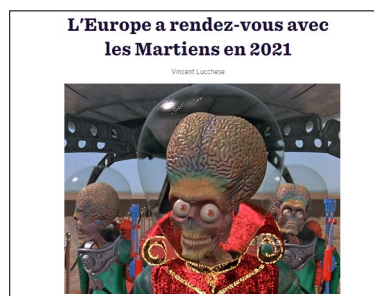 L'Europe a rendez-vous avec
les Martiens en 2021
Vincent Lucchese